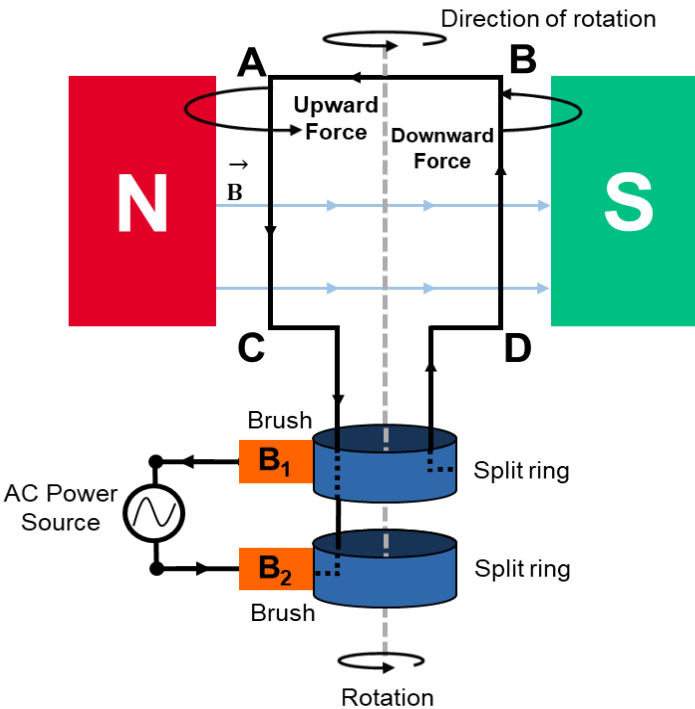 Direction of rotation
A
B
Upward
Force
Downward
Force
N
B
S
C
D
Brush
B₁
Split ring
AC Power
Source
B₂
Split ring
Brush
Rotation